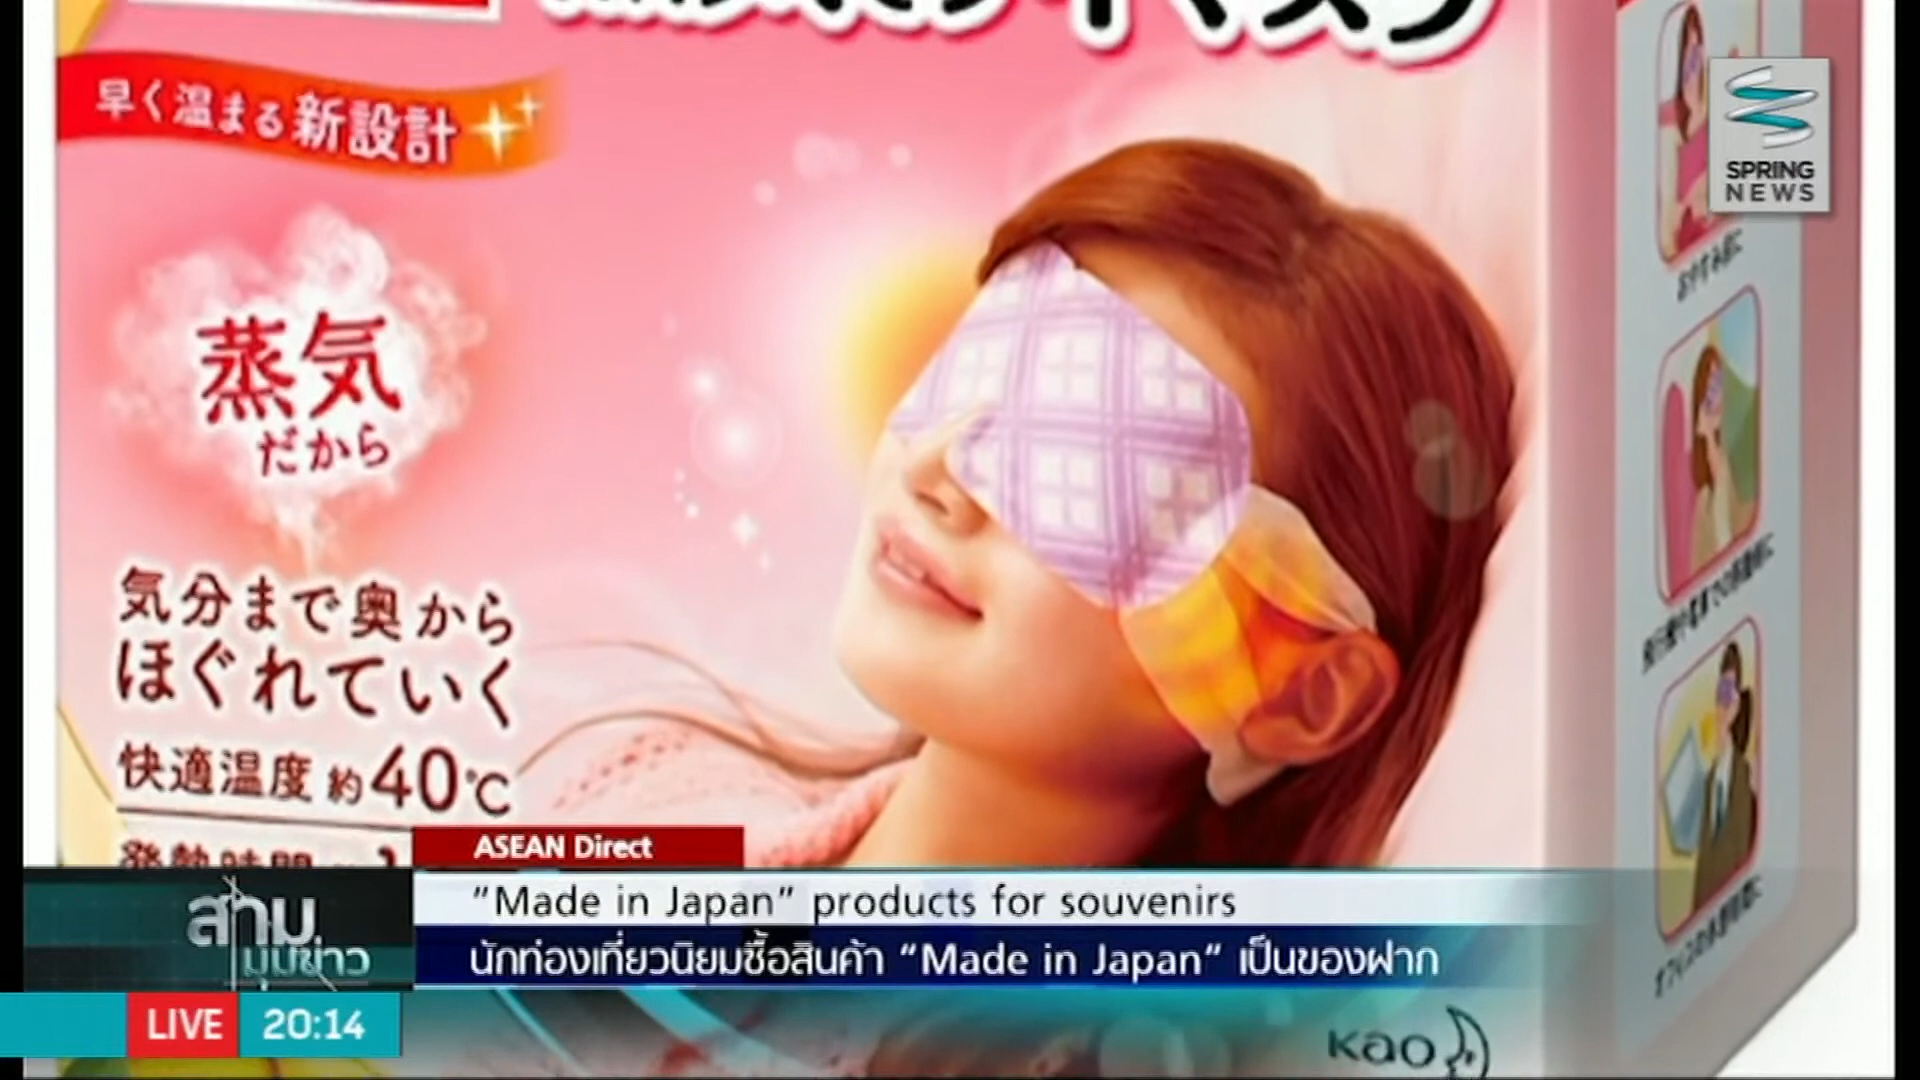 早く温まる新設計
SPRING
NEWS
蒸気
だから
気分まで奥から
ほぐれていく
快適温度 約40℃
ASEAN Direct
“Made in Japan” products for souvenirs
สามมุมข่าว
นักท่องเที่ยวนิยมซื้อสินค้า “Made in Japan“ เป็นของฝาก
LIVE 20:14
Kao